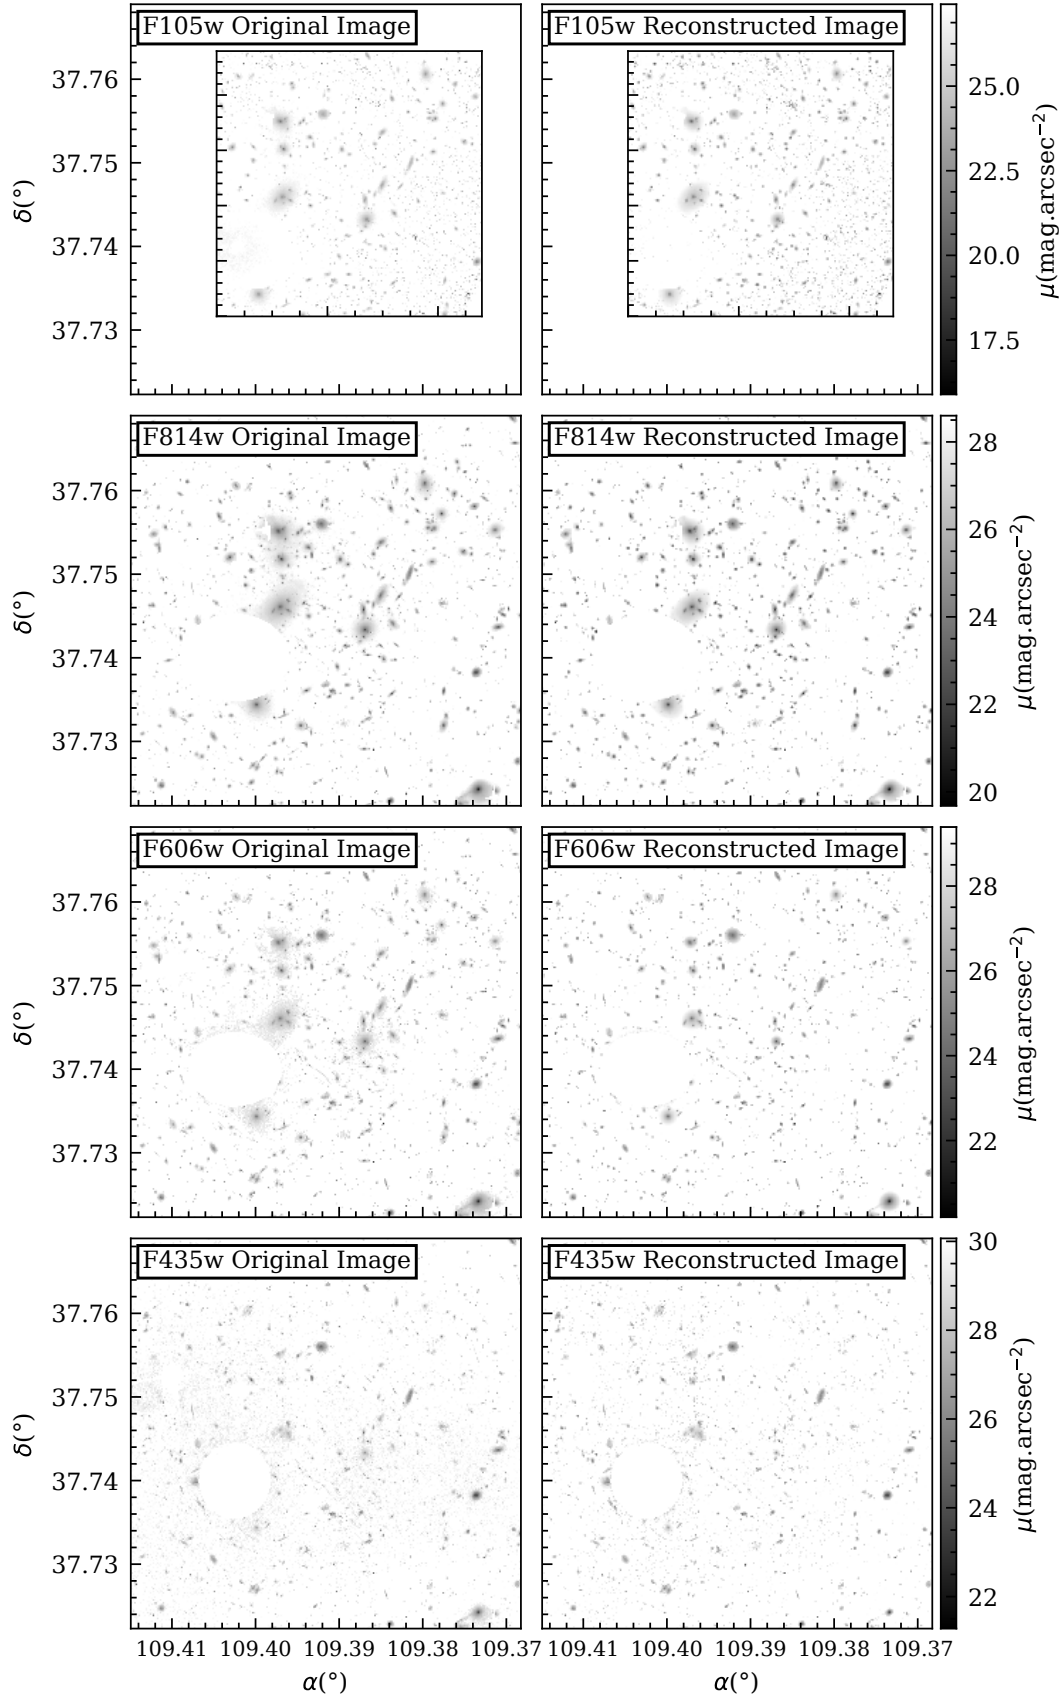 F105w Original Image
F105w Reconstructed Image
37.76
37.75
37.74
37.73
δ(°)
25.0
22.5
20.0
17.5
μ(mag.arcsec⁻²)
F814w Original Image
F814w Reconstructed Image
37.76
37.75
37.74
37.73
δ(°)
28
26
24
22
20
μ(mag.arcsec⁻²)
F606w Original Image
F606w Reconstructed Image
37.76
37.75
37.74
37.73
δ(°)
28
26
24
22
μ(mag.arcsec⁻²)
F435w Original Image
F435w Reconstructed Image
37.76
37.75
37.74
37.73
δ(°)
30
28
26
24
22
μ(mag.arcsec⁻²)
109.41 109.40 109.39 109.38 109.37
109.41 109.40 109.39 109.38 109.37
α(°)
α(°)